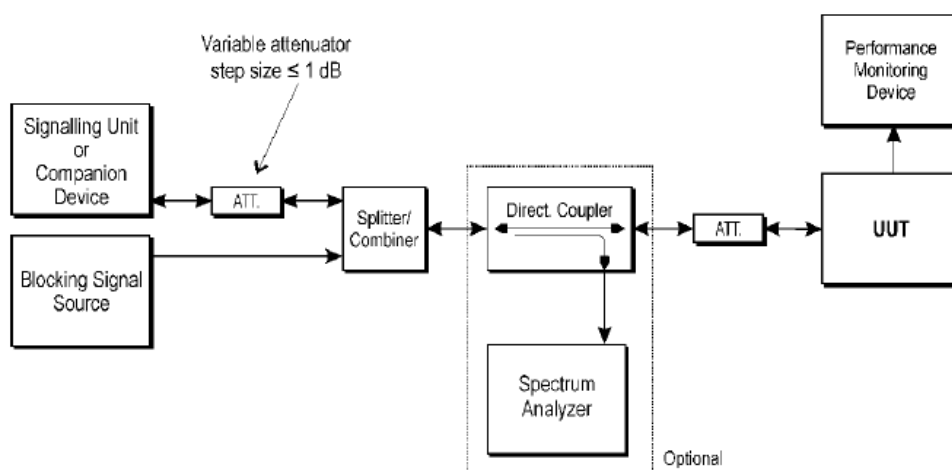 Variable attenuator
step size ≤ 1 dB
Performance
Monitoring
Device
Signalling Unit
or
Companion
Device
ATT.
Splitter/
Combiner
Direct. Coupler
ATT.
UUT
Blocking Signal
Source
Spectrum
Analyzer
Optional